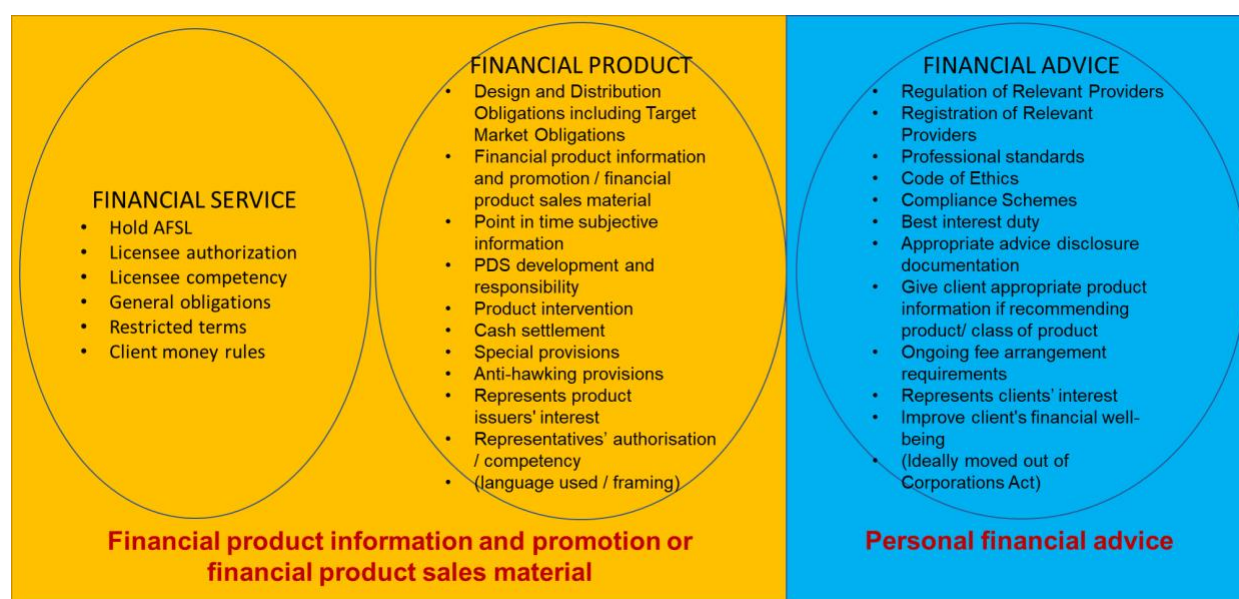 FINANCIAL SERVICE
• Hold AFSL
• Licensee authorization
• Licensee competency
• General obligations
• Restricted terms
• Client money rules
FINANCIAL PRODUCT
• Design and Distribution
Obligations including Target
Market Obligations
• Financial product information
and promotion / financial
product sales material
• Point in time subjective
information
• PDS development and
responsibility
• Product intervention
• Cash settlement
• Special provisions
• Anti-hawking provisions
• Represents product
issuers' interest
• Representatives' authorisation
/ competency
• (language used / framing)
Financial product information and promotion or
financial product sales material
FINANCIAL ADVICE
• Regulation of Relevant Providers
• Registration of Relevant
Providers
• Professional standards
• Code of Ethics
• Compliance Schemes
• Best interest duty
• Appropriate advice disclosure
documentation
• Give client appropriate product
information if recommending
product/ class of product
• Ongoing fee arrangement
requirements
• Represents clients' interest
• Improve client's financial well-
being
• (Ideally moved out of
Corporations Act)
Personal financial advice